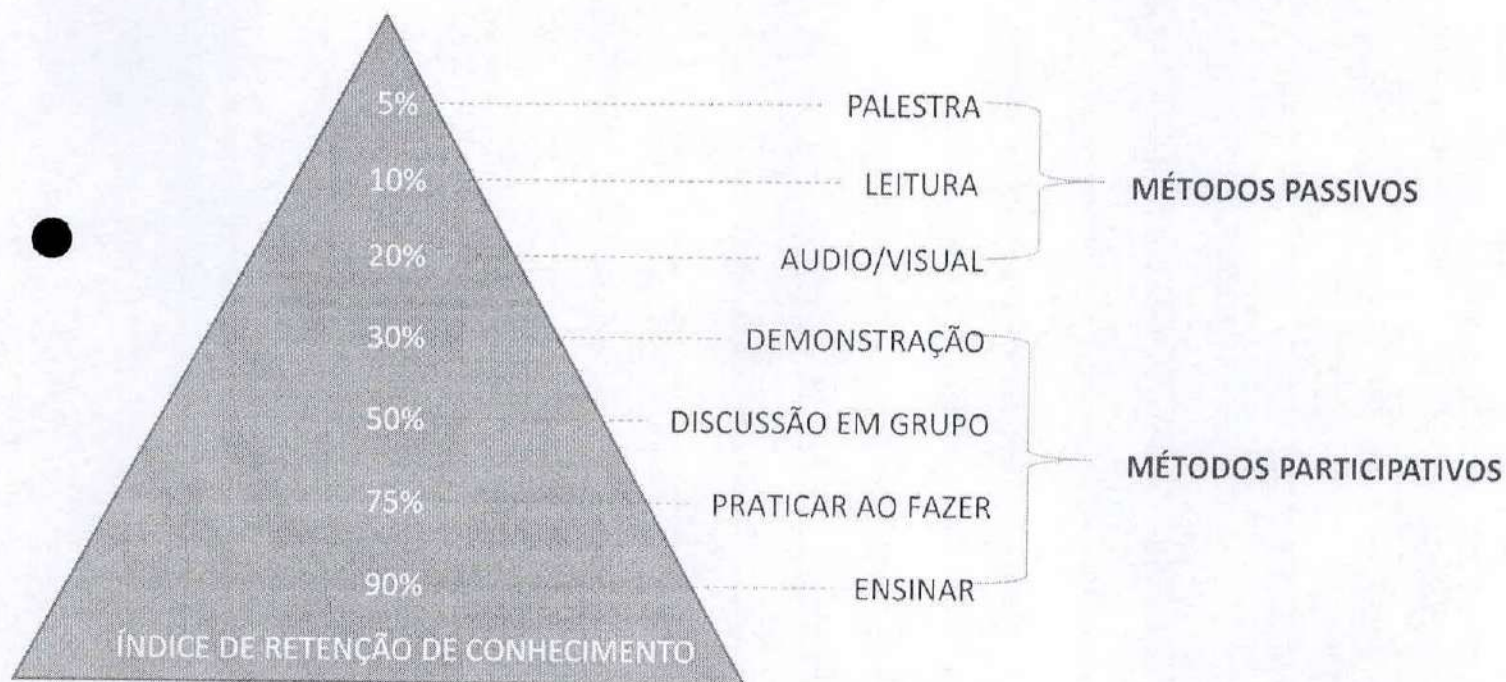 5% PALESTRA
10% LEITURA MÉTODOS PASSIVOS
20% AUDIO/VISUAL
30% DEMONSTRAÇÃO
50% DISCUSSÃO EM GRUPO
MÉTODOS PARTICIPATIVOS
75% PRATICAR AO FAZER
90% ENSINAR
ÍNDICE DE RETENÇÃO DE CONHECIMENTO